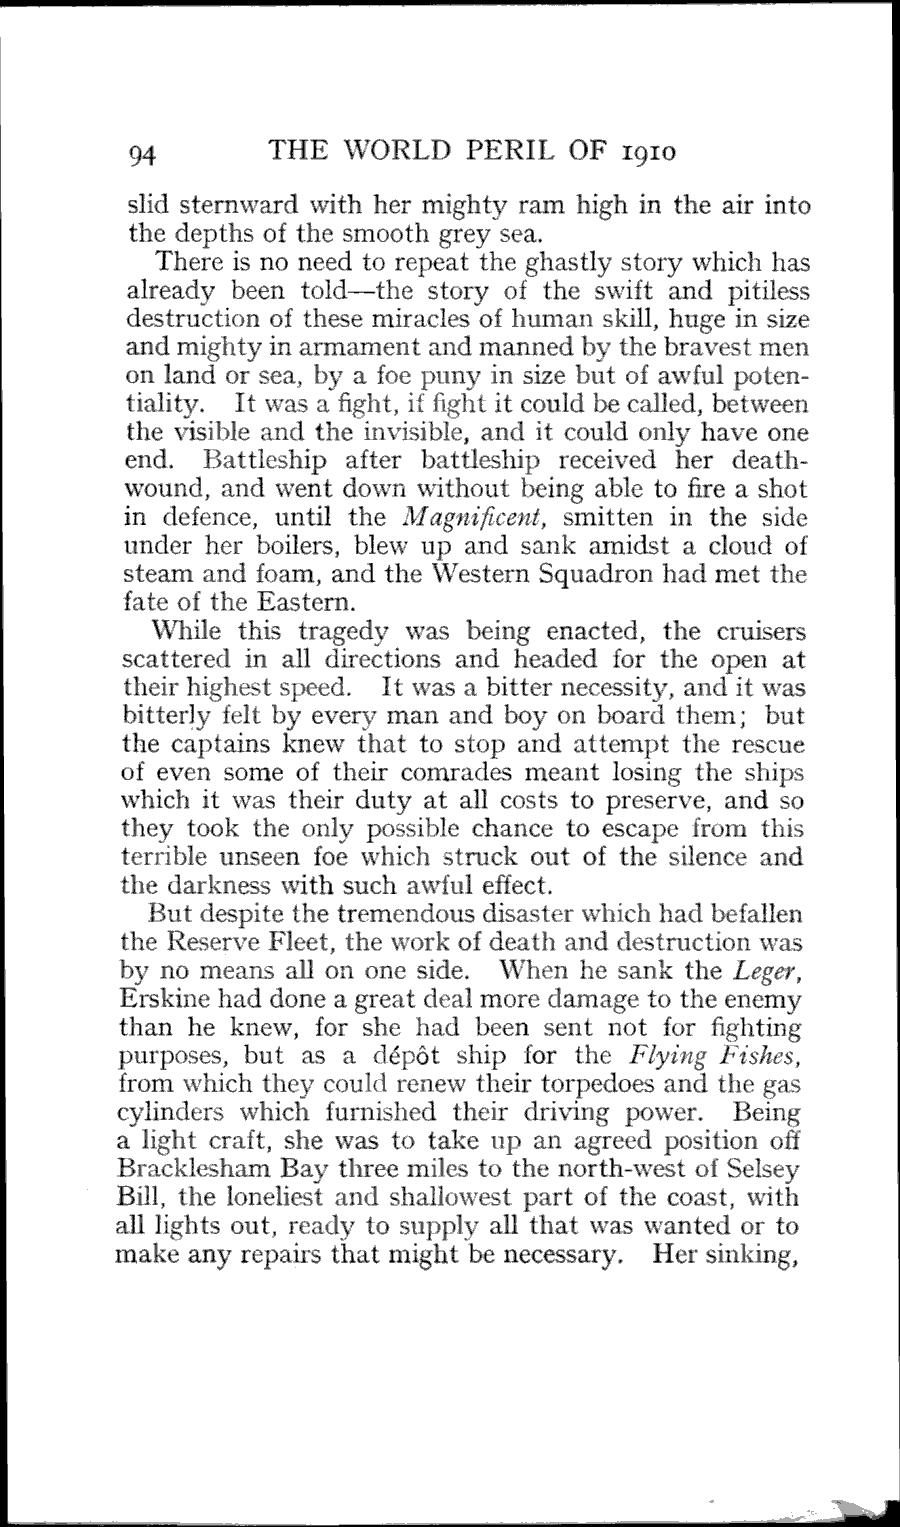 94 THE WORLD PERIL OF 1910
slid sternward with her mighty ram high in the air into
the depths of the smooth grey sea.
There is no need to repeat the ghastly story which has
already been told—the story of the swift and pitiless
destruction of these miracles of human skill, huge in size
and mighty in armament and manned by the bravest men
on land or sea, by a foe puny in size but of awful poten-
tiality. It was a fight, if fight it could be called, between
the visible and the invisible, and it could only have one
end. Battleship after battleship received her death-
wound, and went down without being able to fire a shot
in defence, until the Magnificent, smitten in the side
under her boilers, blew up and sank amidst a cloud of
steam and foam, and the Western Squadron had met the
fate of the Eastern.
While this tragedy was being enacted, the cruisers
scattered in all directions and headed for the open at
their highest speed. It was a bitter necessity, and it was
bitterly felt by every man and boy on board them; but
the captains knew that to stop and attempt the rescue
of even some of their comrades meant losing the ships
which it was their duty at all costs to preserve, and so
they took the only possible chance to escape from this
terrible unseen foe which struck out of the silence and
the darkness with such awful effect.
But despite the tremendous disaster which had befallen
the Reserve Fleet, the work of death and destruction was
by no means all on one side. When he sank the Leger,
Erskine had done a great deal more damage to the enemy
than he knew, for she had been sent not for fighting
purposes, but as a dépôt ship for the Flying Fishes,
from which they could renew their torpedoes and the gas
cylinders which furnished their driving power. Being
a light craft, she was to take up an agreed position off
Bracklesham Bay three miles to the north-west of Selsey
Bill, the loneliest and shallowest part of the coast, with
all lights out, ready to supply all that was wanted or to
make any repairs that might be necessary. Her sinking,